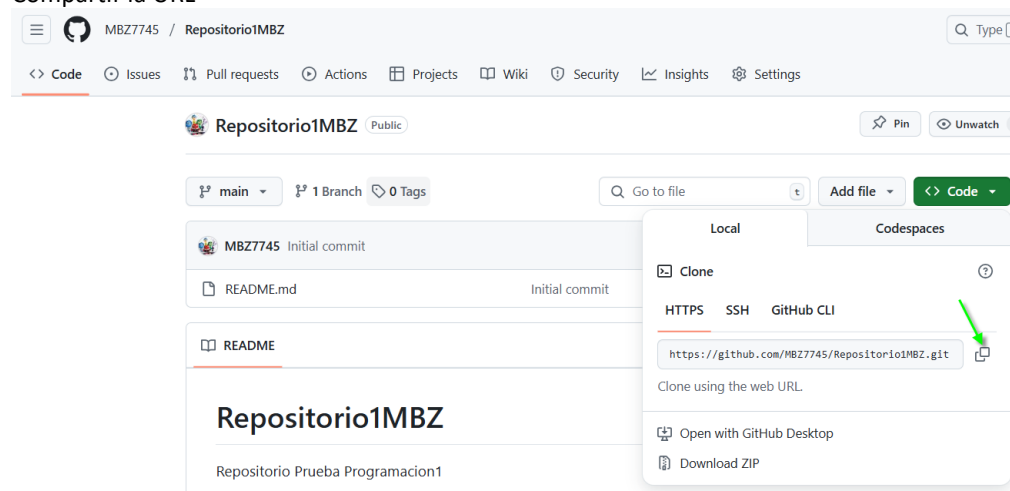 Compartir la URL
MBZ7745 / Repositorio1MBZ
Type
<> Code Issues Pull requests Actions Projects Wiki Security Insights Settings
Repositorio1MBZ Public Pin Unwatch
main 1 Branch 0 Tags Go to file t Add file <> Code
Local Codespaces
MBZ7745 Initial commit
Clone
README.md Initial commit
HTTPS SSH GitHub CLI
README
https://github.com/MBZ7745/Repositorio1MBZ.git
Clone using the web URL.
Repositorio1MBZ
Open with GitHub Desktop
Repositorio Prueba Programacion1
Download ZIP